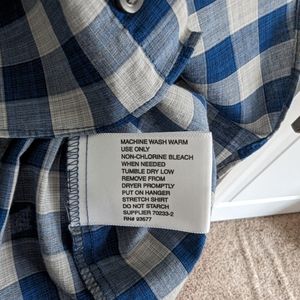 MACHINE WASH WARM
USE ONLY
NON-CHLORINE BLEACH
WHEN NEEDED
TUMBLE DRY LOW
REMOVE FROM
DRYER PROMPTLY
PUT ON HANGER
STRETCH SHIRT
DO NOT STARCH
SUPPLIER 70233-2
RN# 93677